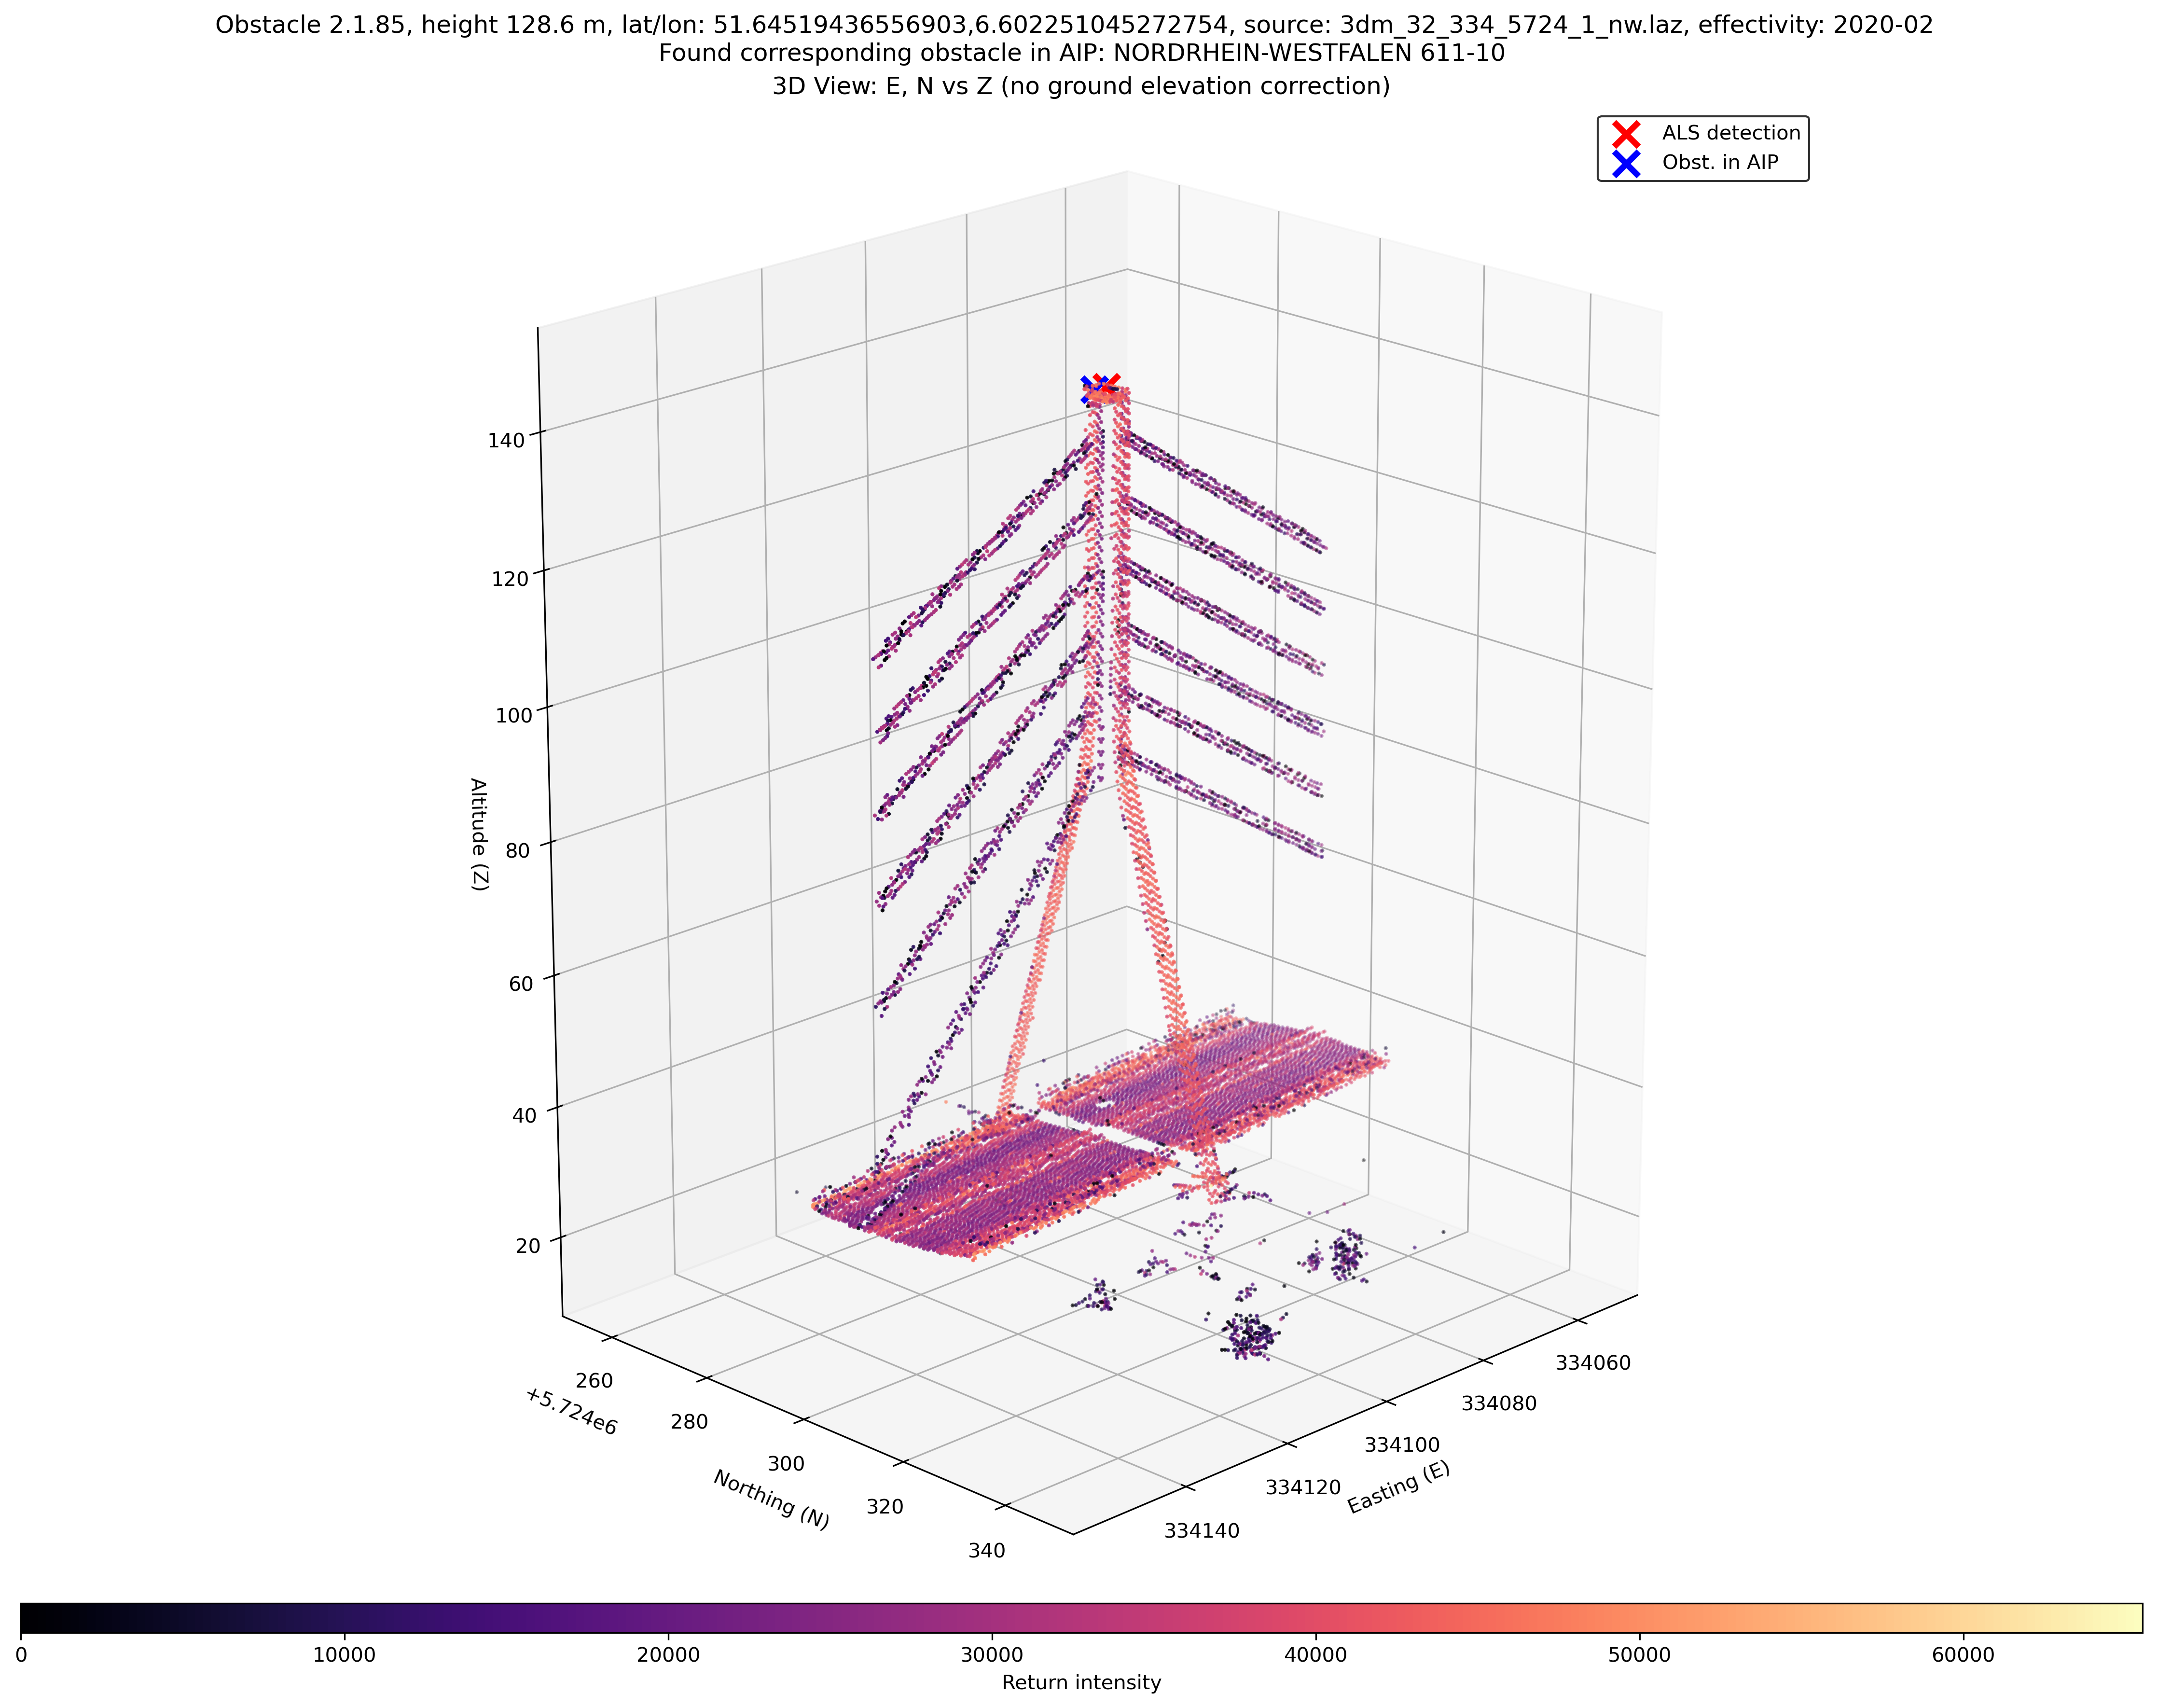 Obstacle 2.1.85, height 128.6 m, lat/lon: 51.64519436556903,6.602251045272754, source: 3dm_32_334_5724_1_nw.laz, effectivity: 2020-02
Found corresponding obstacle in AIP: NORDRHEIN-WESTFALEN 611-10
3D View: E, N vs Z (no ground elevation correction)
ALS detection
Obst. in AIP
140
120
100
80
60
40
20
Altitude (Z)
260
280
300
320
340
+5.724e6
Northing (N)
334060
334080
334100
334120
334140
Easting (E)
0
10000
20000
30000
40000
50000
60000
Return intensity